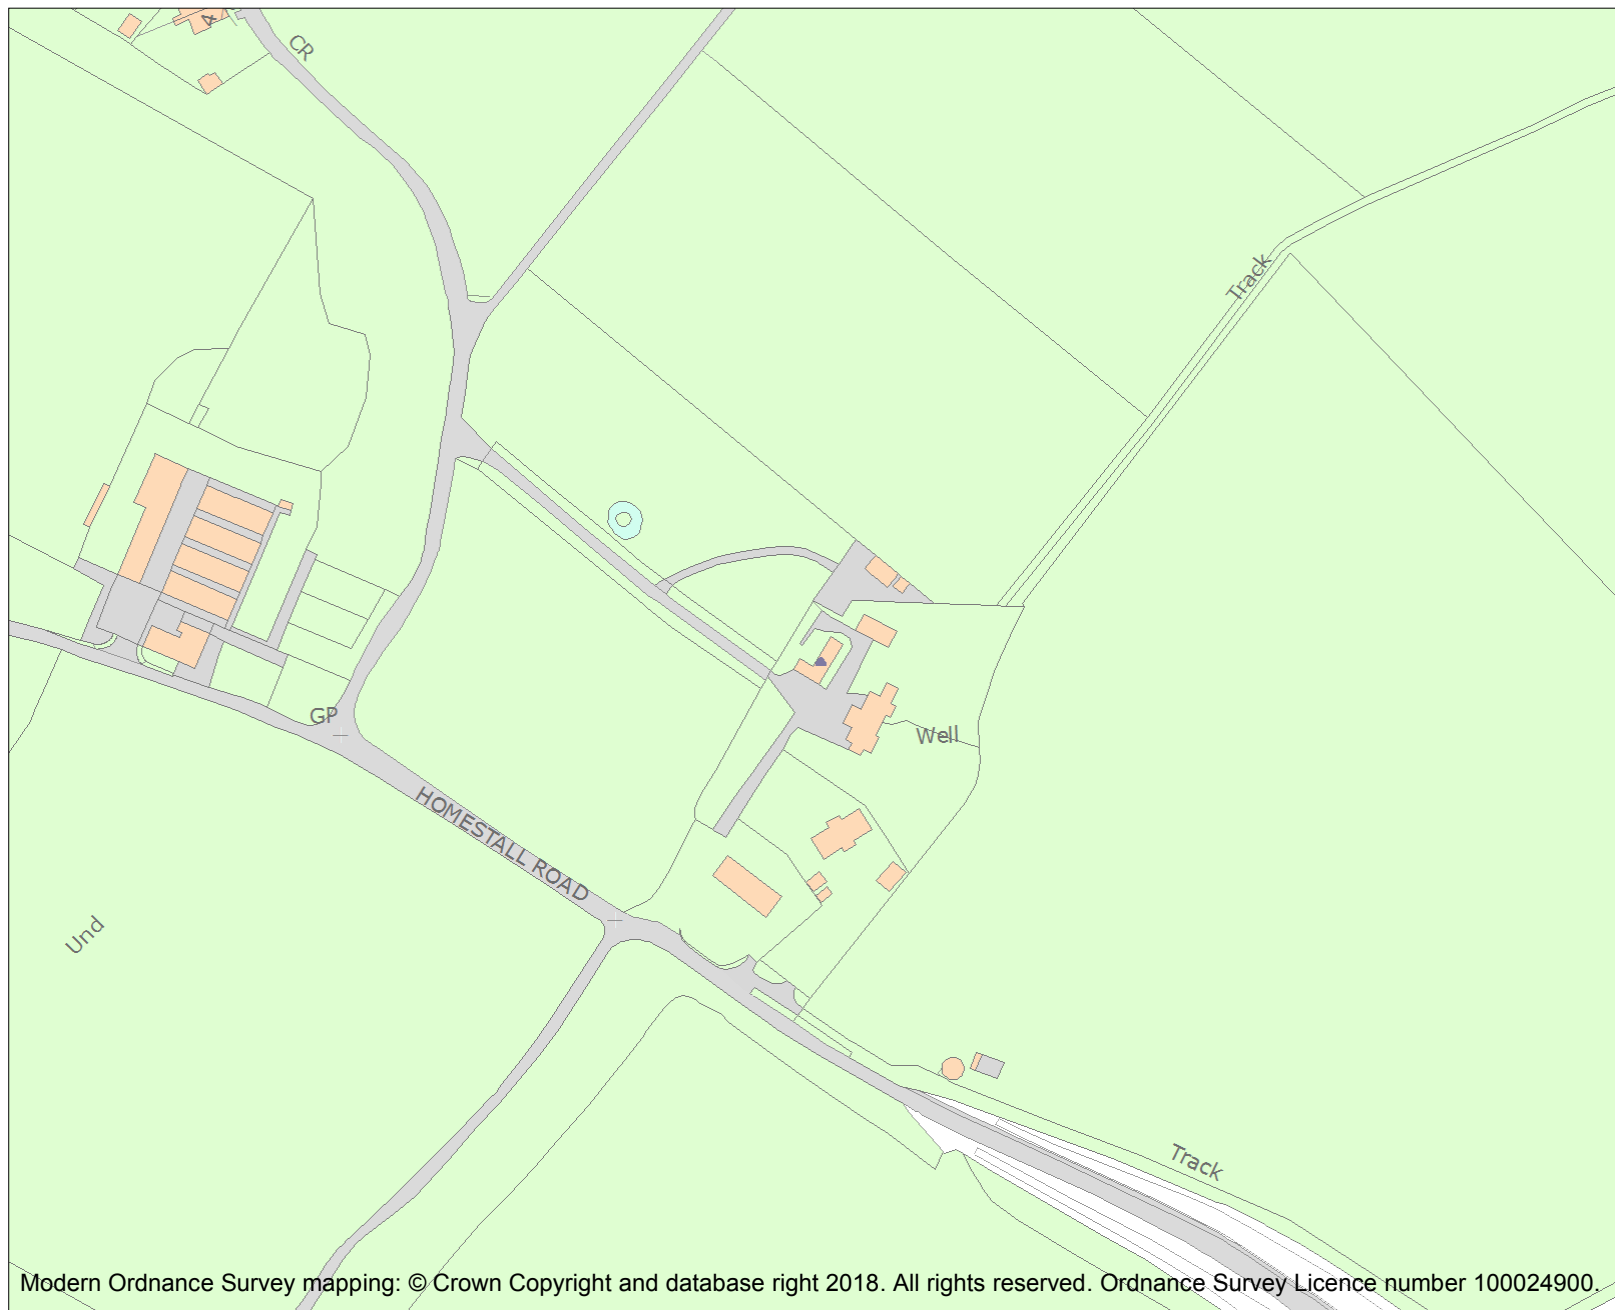 4
CR
Track
GP
Well
HOMESTALL ROAD
Und
Track
Modern Ordnance Survey mapping: © Crown Copyright and database right 2018. All rights reserved. Ordnance Survey Licence number 100024900.